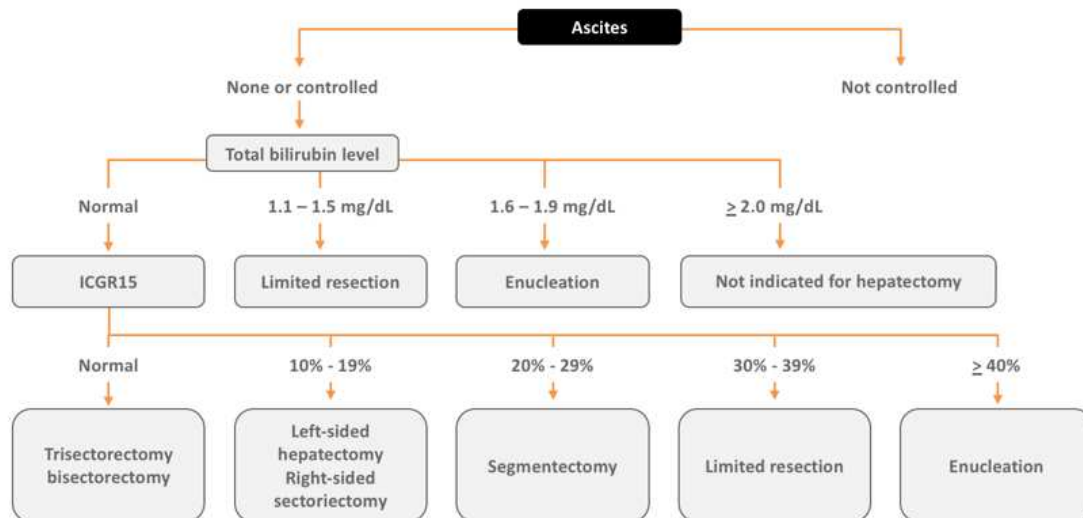 Ascites
None or controlled
Not controlled
Total bilirubin level
Normal
1.1 – 1.5 mg/dL
1.6 – 1.9 mg/dL
≥ 2.0 mg/dL
ICGR15
Limited resection
Enucleation
Not indicated for hepatectomy
Normal
10% - 19%
20% - 29%
30% - 39%
≥ 40%
Trisectorectomy
bisectorectomy
Left-sided
hepatectomy
Right-sided
sectoriectomy
Segmentectomy
Limited resection
Enucleation